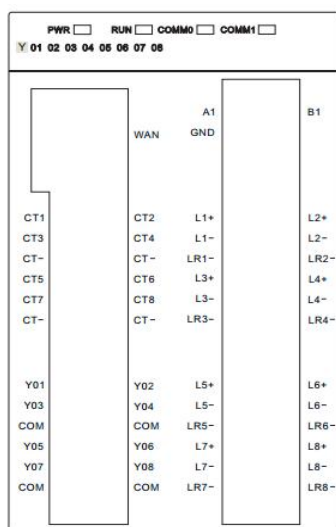 PWR RUN COMM0 COMM1
Y 01 02 03 04 05 06 07 08
A1 B1
WAN GND
CT1 CT2 L1+ L2+
CT3 CT4 L1- L2-
CT- CT- LR1- LR2-
CT5 CT6 L3+ L4+
CT7 CT8 L3- L4-
CT- CT- LR3- LR4-
Y01 Y02 L5+ L6+
Y03 Y04 L5- L6-
COM COM LR5- LR6-
Y05 Y06 L7+ L8+
Y07 Y08 L7- L8-
COM COM LR7- LR8-